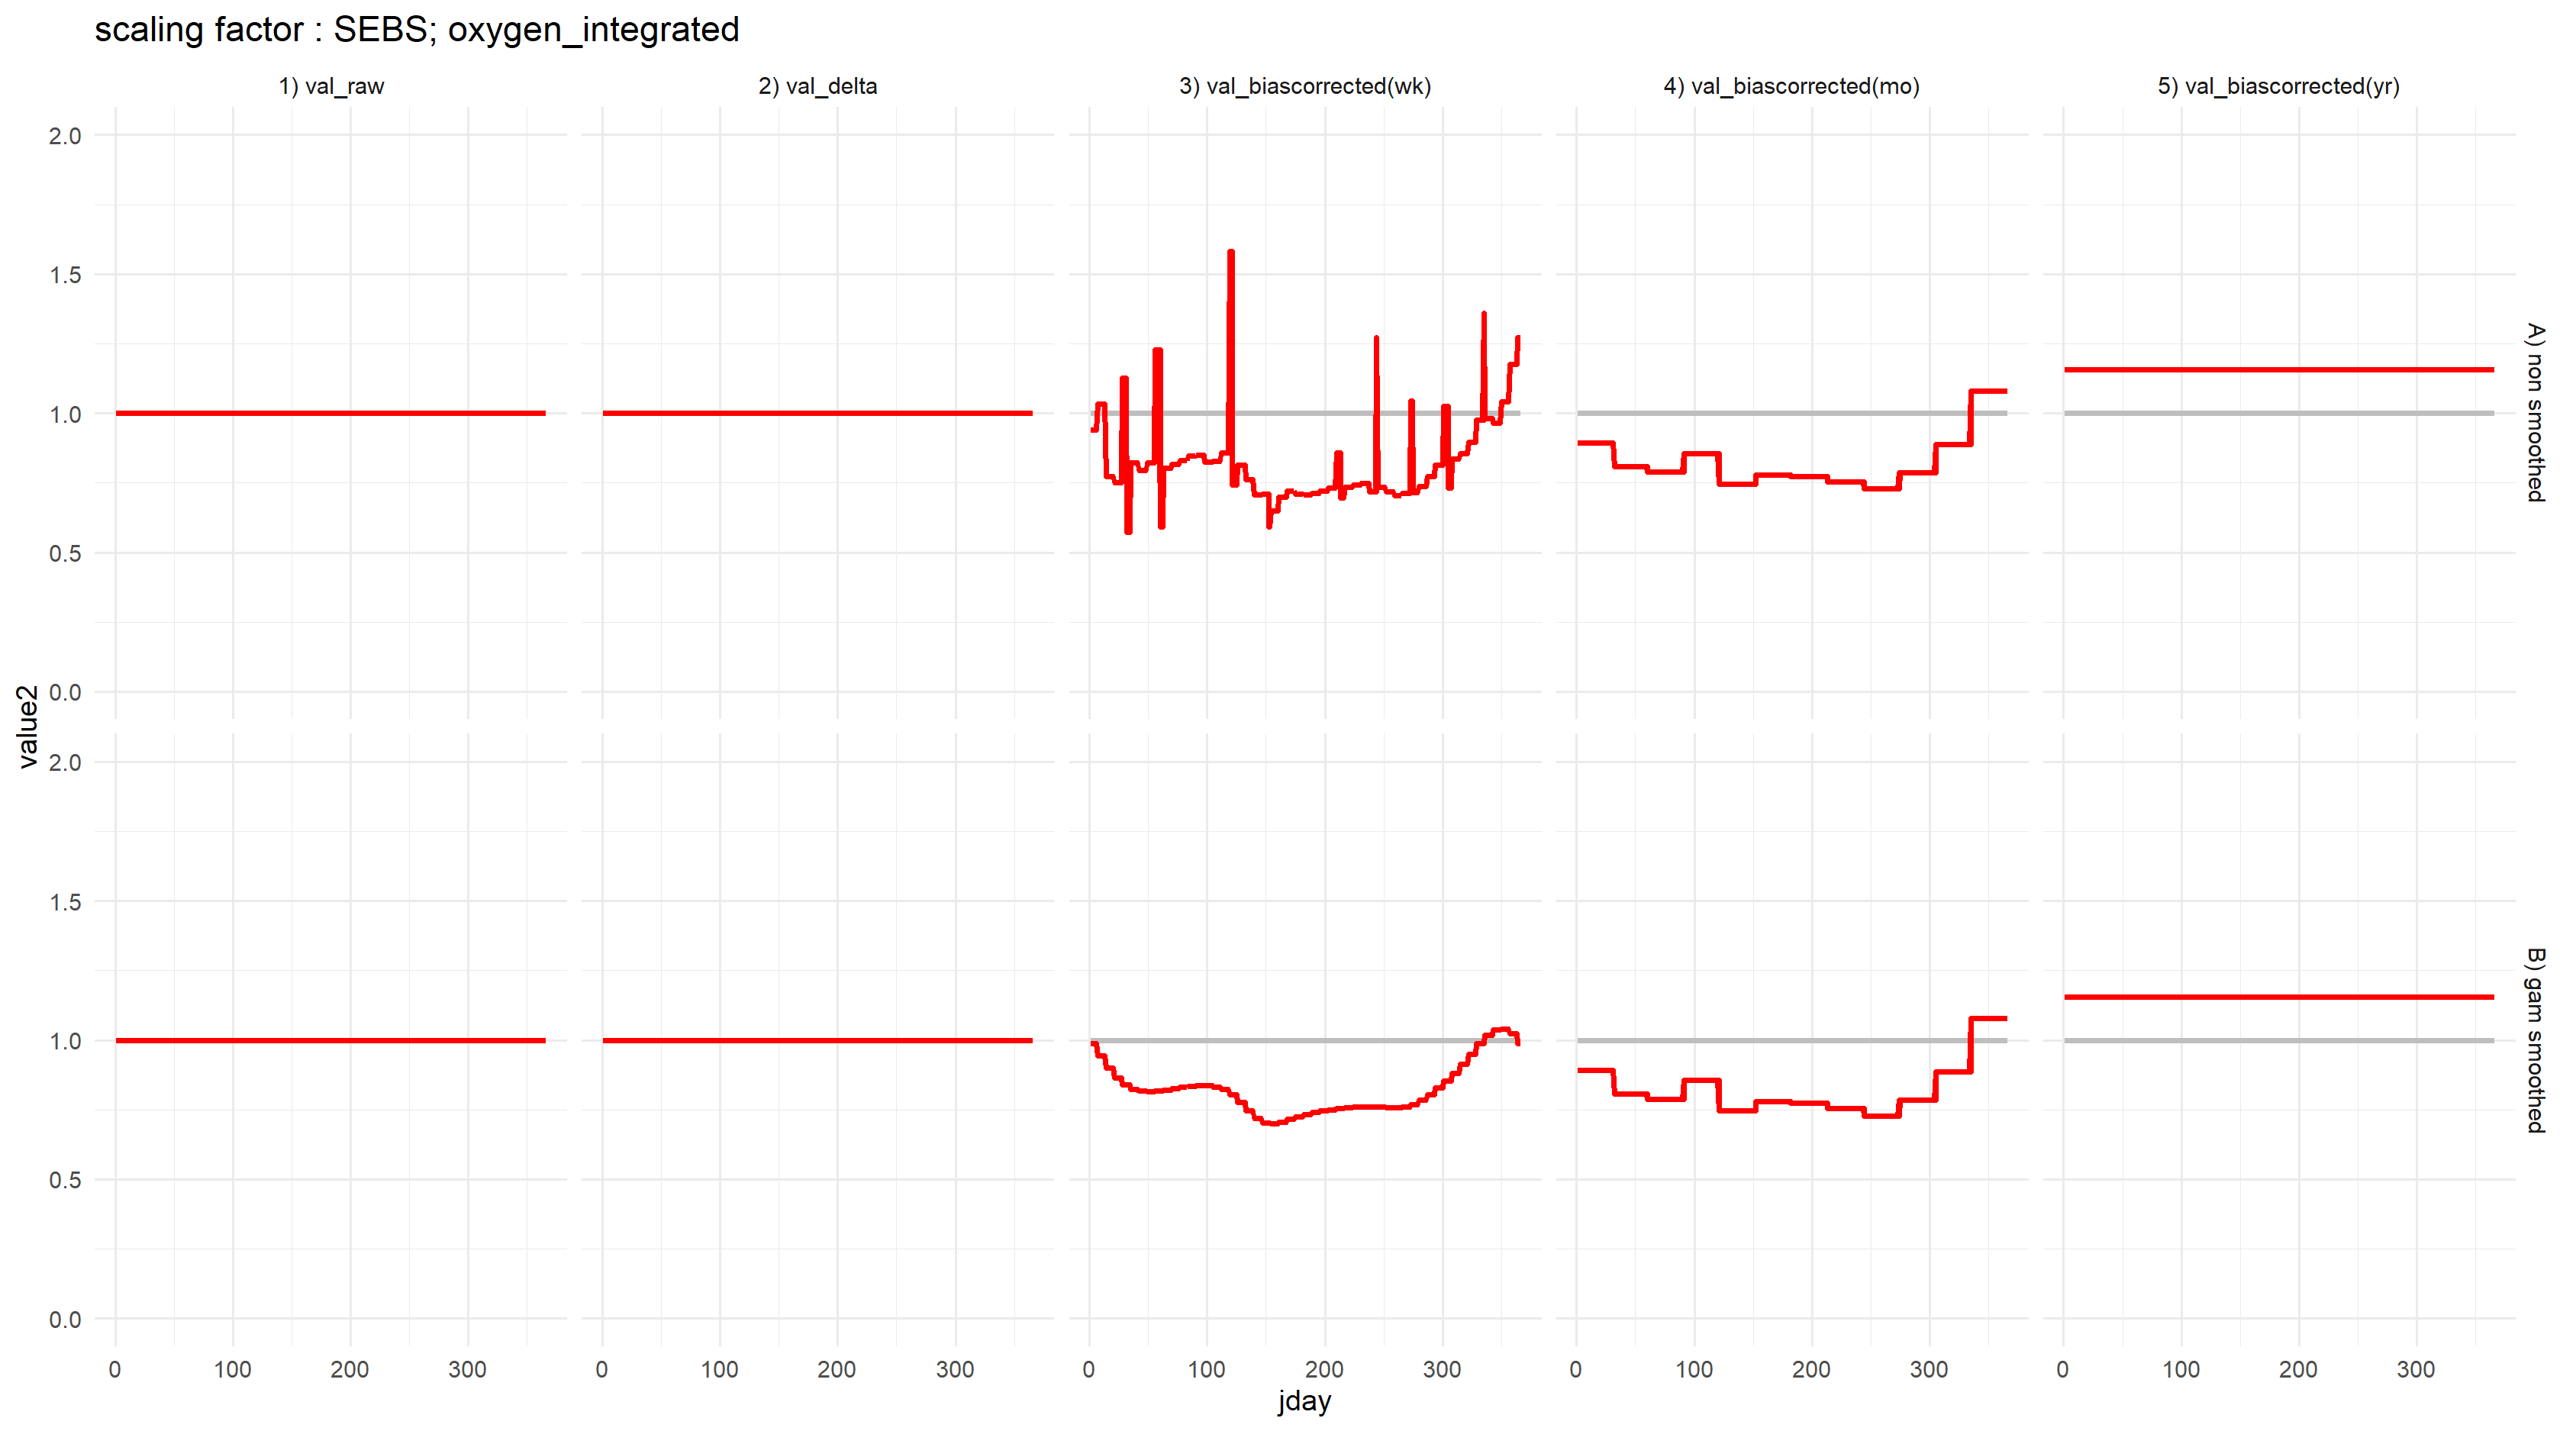 scaling factor : SEBS; oxygen_integrated
1) val_raw
2) val_delta
3) val_biascorrected(wk)
4) val_biascorrected(mo)
5) val_biascorrected(yr)
2.0
1.5
1.0
0.5
0.0
A) non smoothed
value2
2.0
1.5
1.0
0.5
0.0
B) gam smoothed
0 100 200 300
0 100 200 300
0 100 200 300
0 100 200 300
0 100 200 300
jday